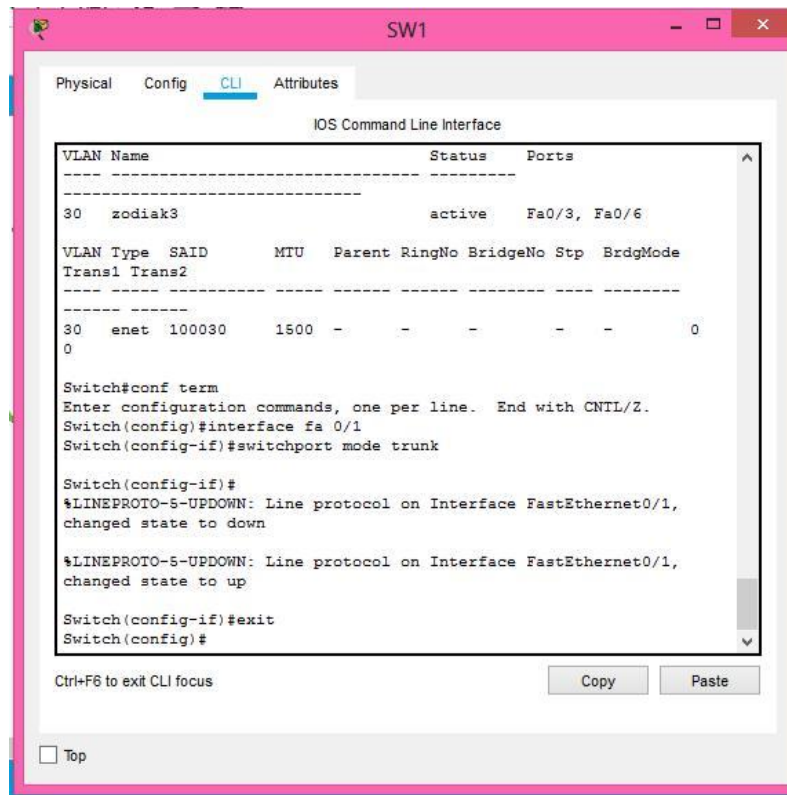 SW1
Physical Config CLI Attributes
IOS Command Line Interface
VLAN Name Status Ports
---- -------------------------------- ---------
-------------------------------
30 zodiak3 active Fa0/3, Fa0/6
VLAN Type SAID MTU Parent RingNo BridgeNo Stp BrdgMode
Trans1 Trans2
---- ----- ---------- ----- ------ ------ -------- ---- --------
------ ------
30 enet 100030 1500 - - - - - 0
0
Switch#conf term
Enter configuration commands, one per line. End with CNTL/Z.
Switch(config)#interface fa 0/1
Switch(config-if)#switchport mode trunk
Switch(config-if)#
%LINEPROTO-5-UPDOWN: Line protocol on Interface FastEthernet0/1,
changed state to down
%LINEPROTO-5-UPDOWN: Line protocol on Interface FastEthernet0/1,
changed state to up
Switch(config-if)#exit
Switch(config)#
Ctrl+F6 to exit CLI focus
Copy Paste
Top